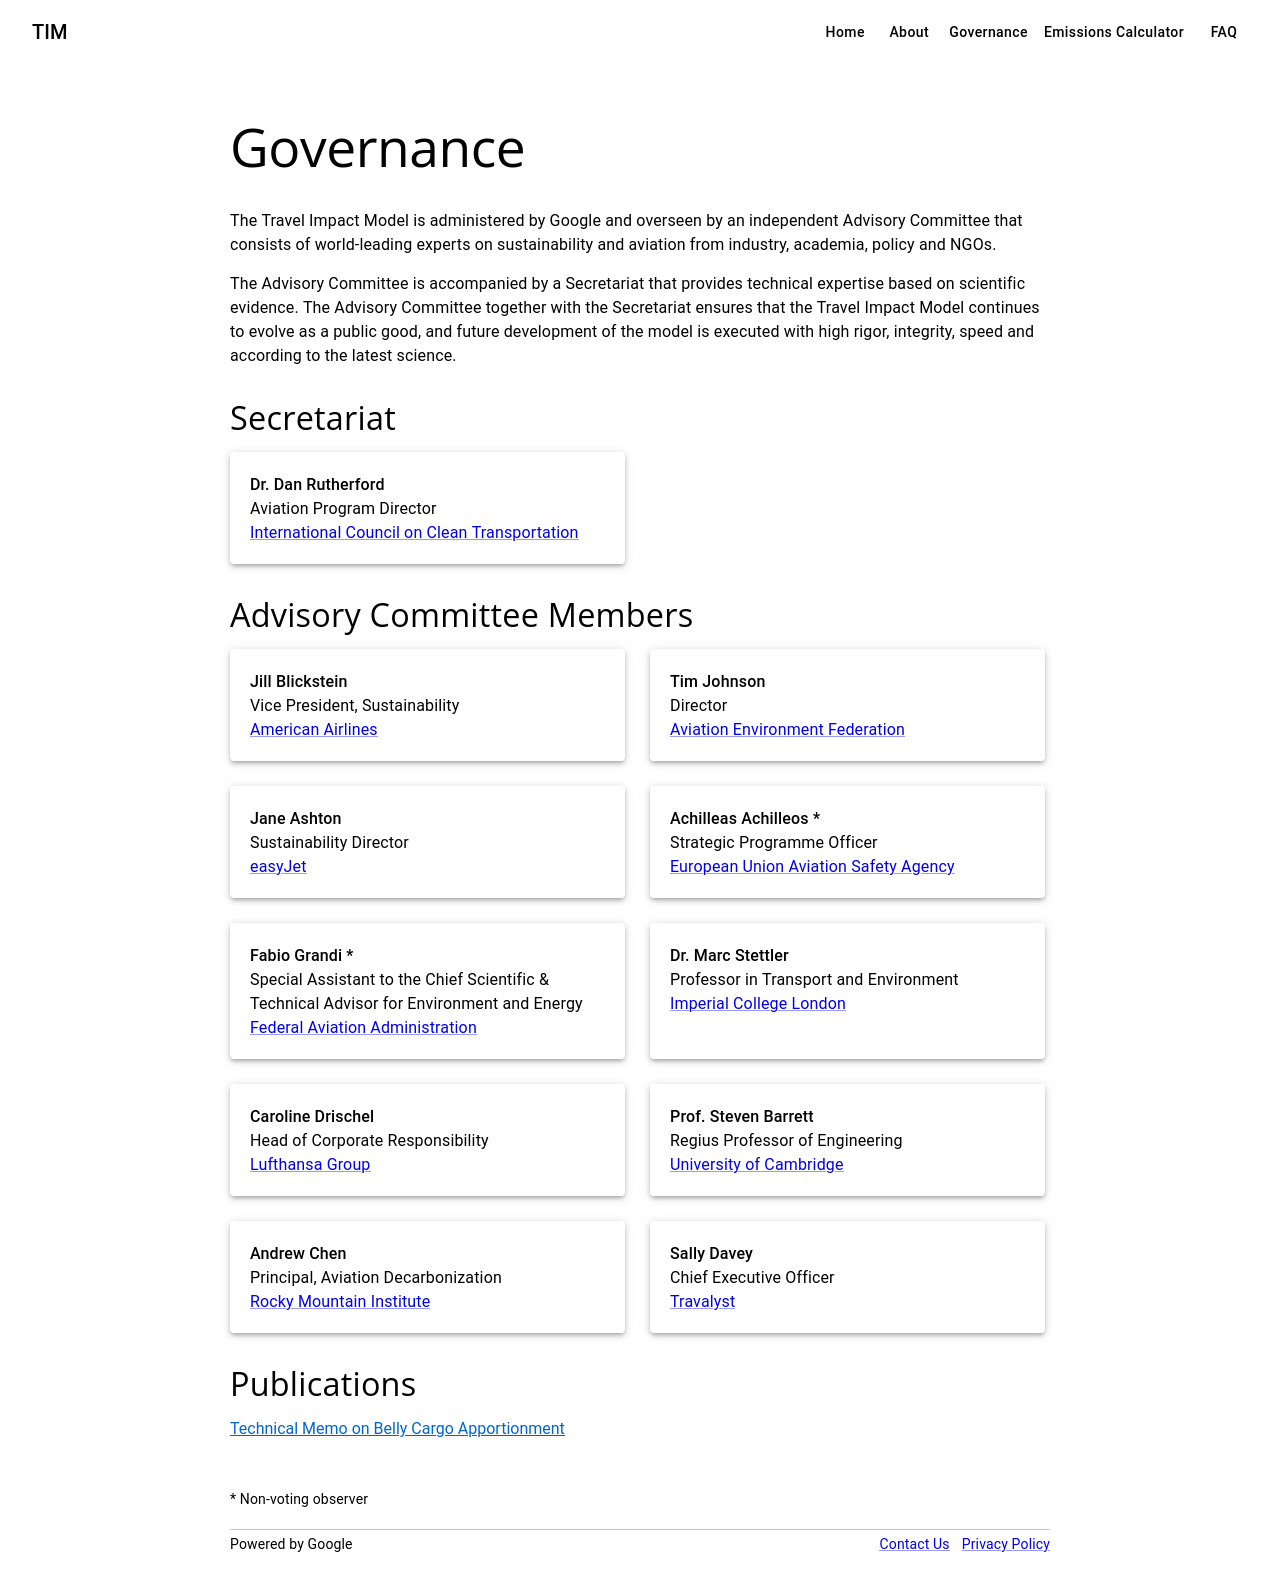 TIM
Home About Governance Emissions Calculator FAQ
Governance
The Travel Impact Model is administered by Google and overseen by an independent Advisory Committee that
consists of world-leading experts on sustainability and aviation from industry, academia, policy and NGOs.
The Advisory Committee is accompanied by a Secretariat that provides technical expertise based on scientific
evidence. The Advisory Committee together with the Secretariat ensures that the Travel Impact Model continues
to evolve as a public good, and future development of the model is executed with high rigor, integrity, speed and
according to the latest science.
Secretariat
Dr. Dan Rutherford
Aviation Program Director
International Council on Clean Transportation
Advisory Committee Members
Jill Blickstein
Vice President, Sustainability
American Airlines
Tim Johnson
Director
Aviation Environment Federation
Jane Ashton
Sustainability Director
easyJet
Achilleas Achilleos *
Strategic Programme Officer
European Union Aviation Safety Agency
Fabio Grandi *
Special Assistant to the Chief Scientific &
Technical Advisor for Environment and Energy
Federal Aviation Administration
Dr. Marc Stettler
Professor in Transport and Environment
Imperial College London
Caroline Drischel
Head of Corporate Responsibility
Lufthansa Group
Prof. Steven Barrett
Regius Professor of Engineering
University of Cambridge
Andrew Chen
Principal, Aviation Decarbonization
Rocky Mountain Institute
Sally Davey
Chief Executive Officer
Travalyst
Publications
Technical Memo on Belly Cargo Apportionment
* Non-voting observer
Powered by Google
Contact Us Privacy Policy